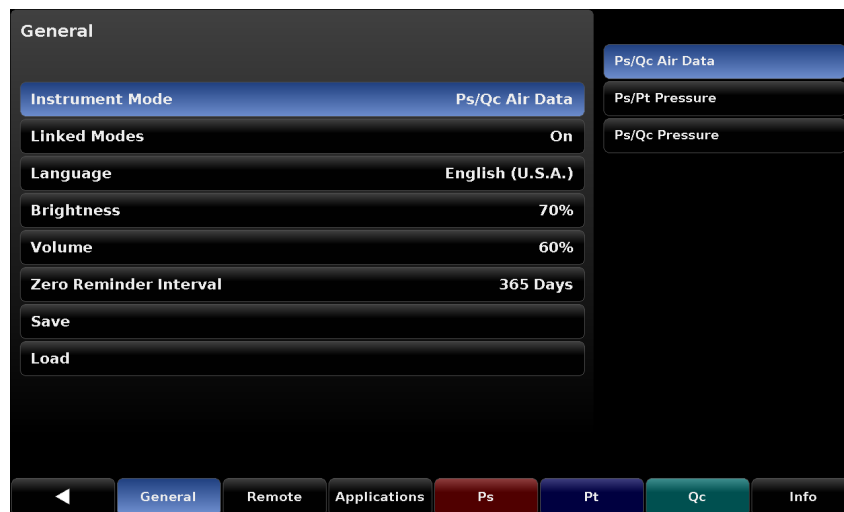 General
Instrument Mode Ps/Qc Air Data
Linked Modes On
Language English (U.S.A.)
Brightness 70%
Volume 60%
Zero Reminder Interval 365 Days
Save
Load
Ps/Qc Air Data
Ps/Pt Pressure
Ps/Qc Pressure
General Remote Applications Ps Pt Qc Info